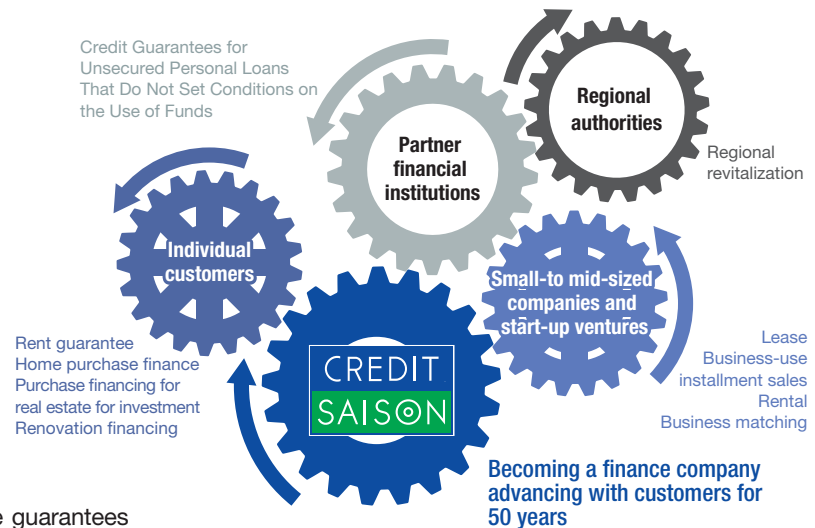 Credit Guarantees for
Unsecured Personal Loans
That Do Not Set Conditions on
the Use of Funds
Regional
authorities
Partner
financial
institutions
Regional
revitalization
Individual
customers
Small-to mid-sized
companies and
start-up ventures
Rent guarantee
Home purchase finance
Purchase financing for
real estate for investment
Renovation financing
CREDIT
SAISON
Lease
Business-use
installment sales
Rental
Business matching
Becoming a finance company
advancing with customers for
50 years
guarantees